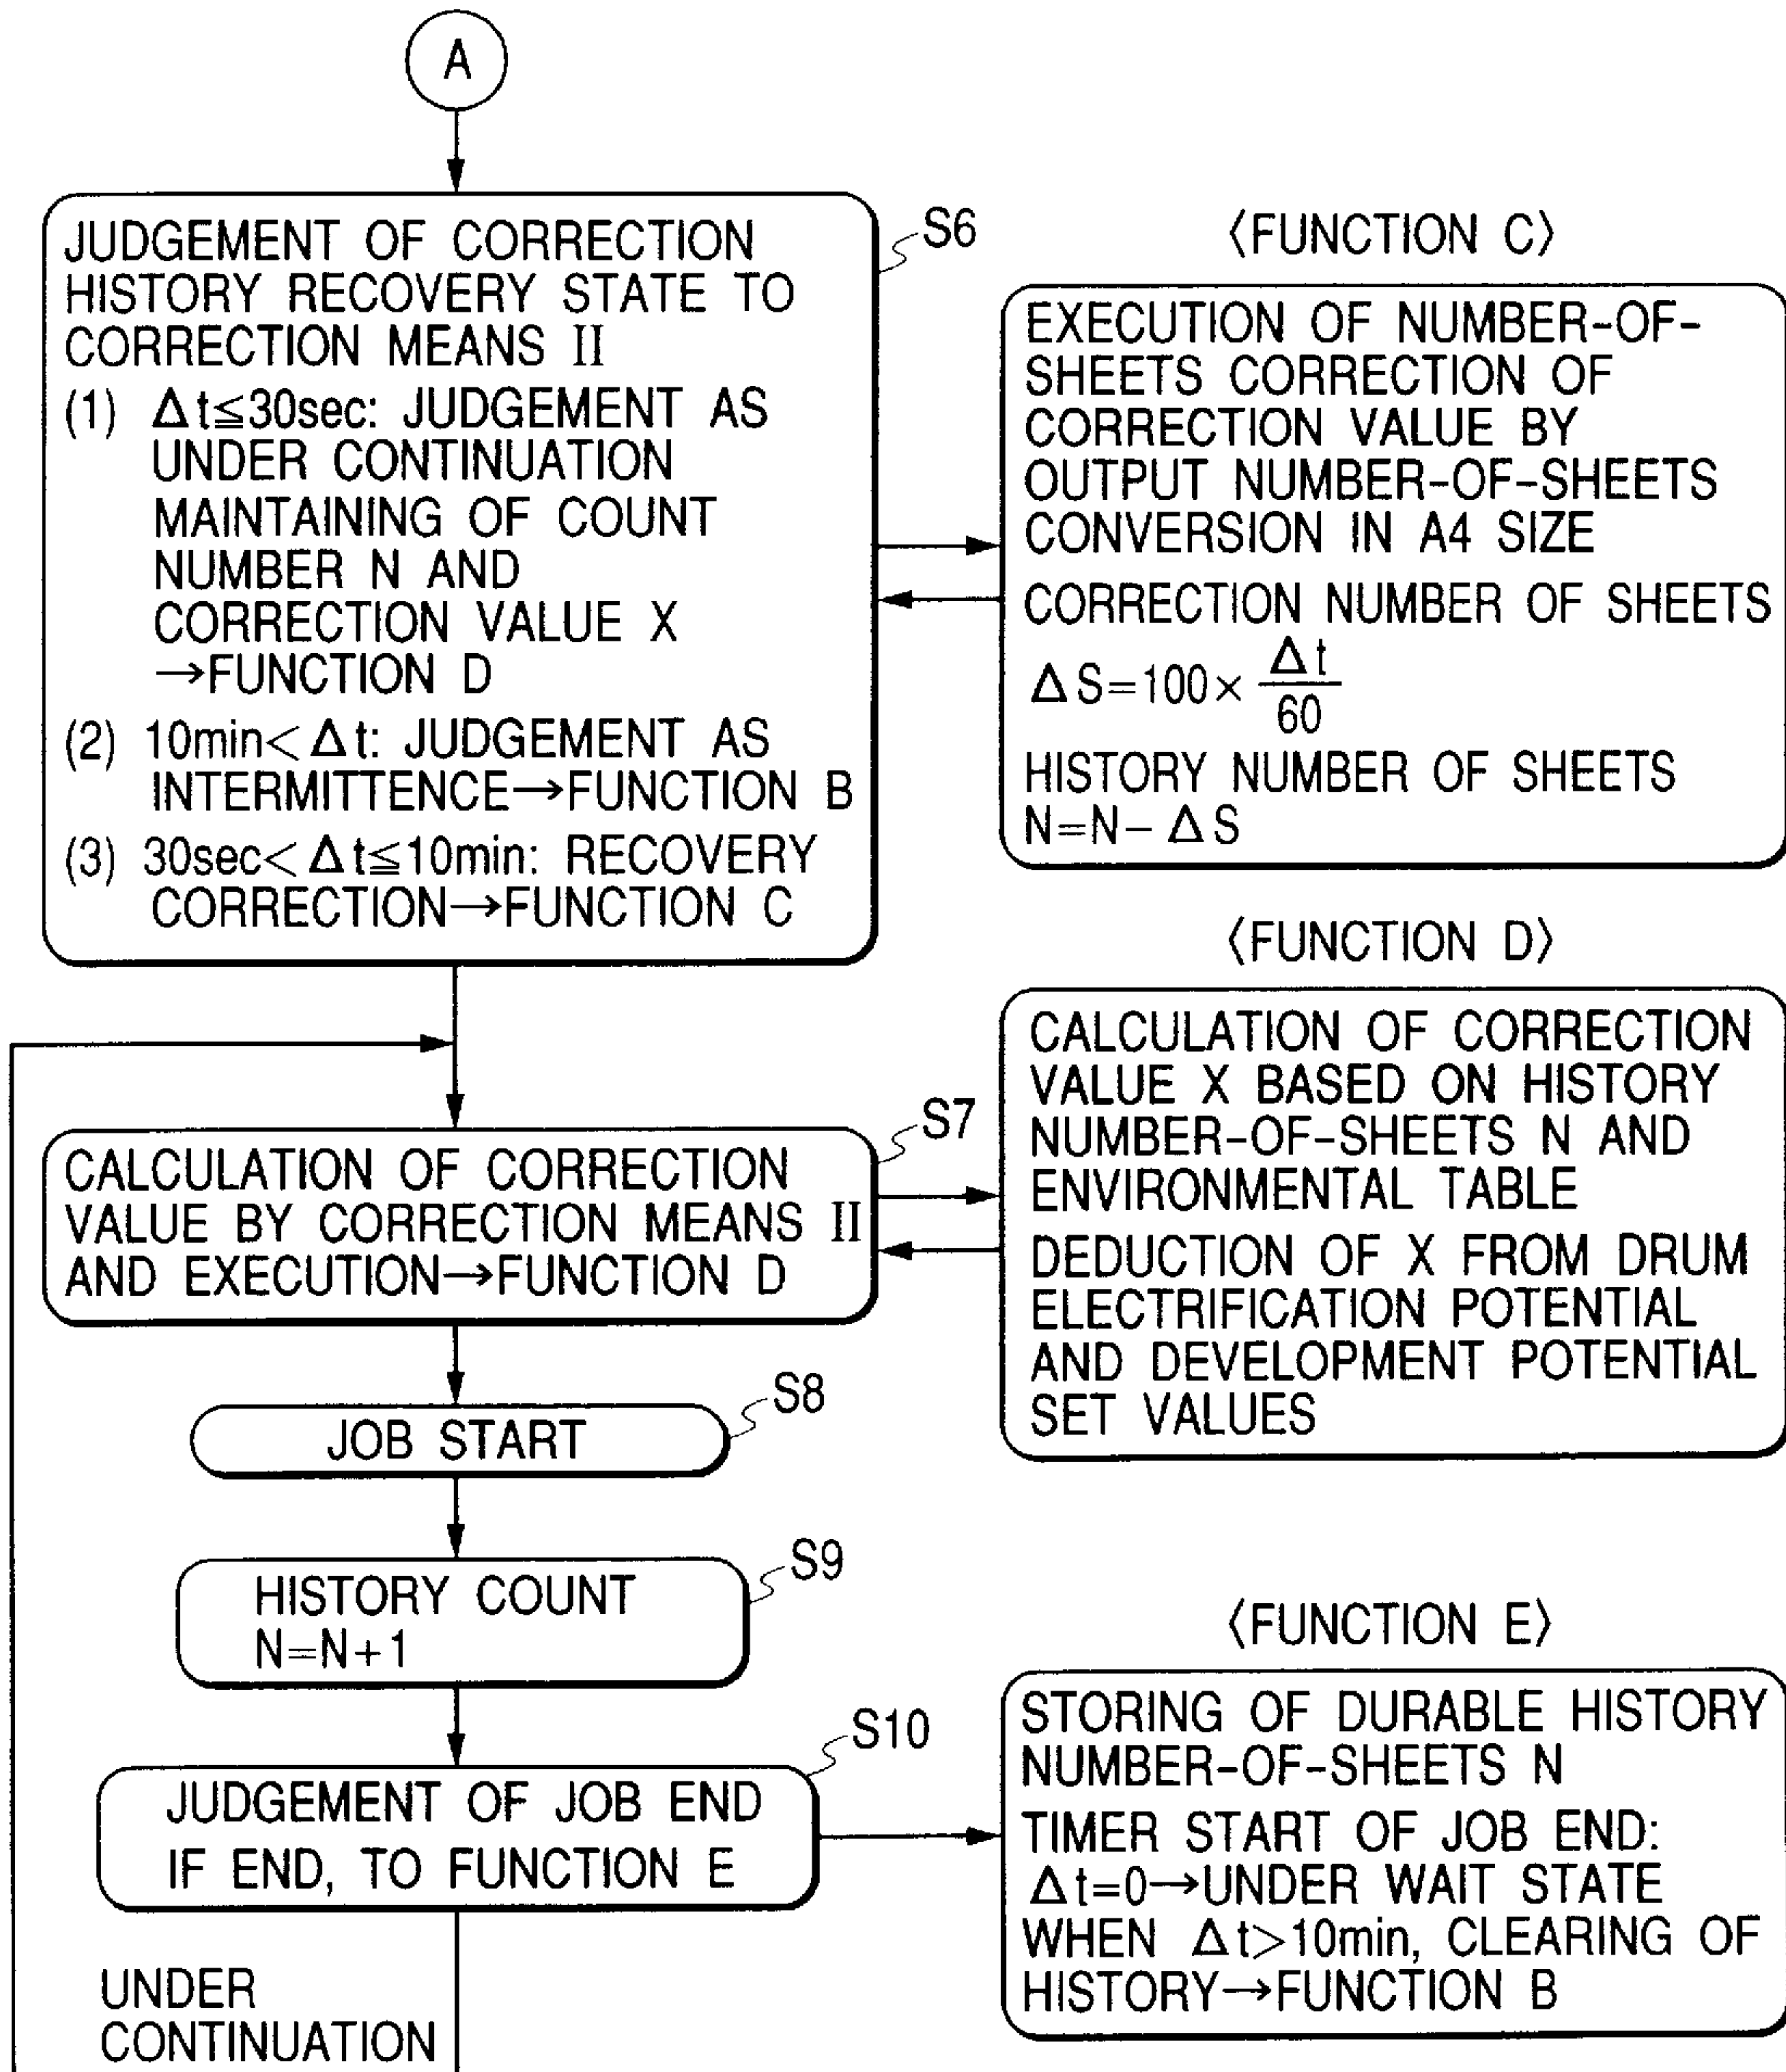 A
JUDGEMENT OF CORRECTION
HISTORY RECOVERY STATE TO
CORRECTION MEANS II
(1) Δt≦30sec: JUDGEMENT AS
UNDER CONTINUATION
MAINTAINING OF COUNT
NUMBER N AND
CORRECTION VALUE X
→FUNCTION D
(2) 10min<Δt: JUDGEMENT AS
INTERMITTENCE→FUNCTION B
(3) 30sec<Δt≦10min: RECOVERY
CORRECTION→FUNCTION C
S6
〈FUNCTION C〉
EXECUTION OF NUMBER-OF-
SHEETS CORRECTION OF
CORRECTION VALUE BY
OUTPUT NUMBER-OF-SHEETS
CONVERSION IN A4 SIZE
CORRECTION NUMBER OF SHEETS
ΔS=100× Δt/60
HISTORY NUMBER OF SHEETS
N=N-ΔS
S7
CALCULATION OF CORRECTION
VALUE BY CORRECTION MEANS II
AND EXECUTION→FUNCTION D
〈FUNCTION D〉
CALCULATION OF CORRECTION
VALUE X BASED ON HISTORY
NUMBER-OF-SHEETS N AND
ENVIRONMENTAL TABLE
DEDUCTION OF X FROM DRUM
ELECTRIFICATION POTENTIAL
AND DEVELOPMENT POTENTIAL
SET VALUES
S8
JOB START
S9
HISTORY COUNT
N=N+1
S10
JUDGEMENT OF JOB END
IF END, TO FUNCTION E
〈FUNCTION E〉
STORING OF DURABLE HISTORY
NUMBER-OF-SHEETS N
TIMER START OF JOB END:
Δt=0→UNDER WAIT STATE
WHEN Δt>10min, CLEARING OF
HISTORY→FUNCTION B
UNDER
CONTINUATION